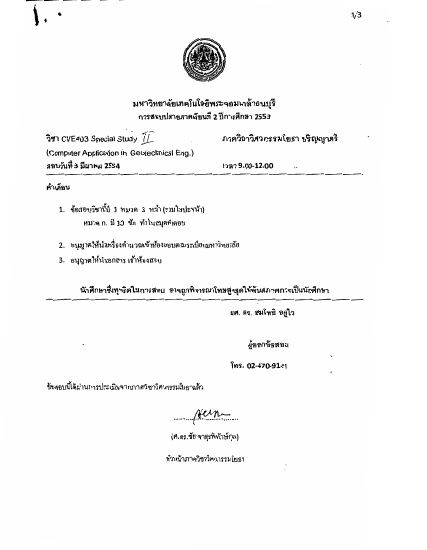 1/3
มหาวิทยาลัยเทคโนโลยีพระจอมเกล้าธนบุรี
การสอบปลายภาคเรียนที่ 2 ปีการศึกษา 2553
วิชา CVE403 Special Study II ภาควิชาวิศวกรรมโยธา ปริญญาตรี
(Computer Application in Geotechnical Eng.)
สอบวันที่ 3 มีนาคม 2554 เวลา 9.00-12.00
คำเตือน
1. ข้อสอบวิชานี้มี 1 หมวด 3 หน้า (รวมใบปะหน้า)
หมวด ก. มี 10 ข้อ ทำในสมุดคำตอบ
2. อนุญาตให้นำเครื่องคำนวณเข้าห้องสอบตามระเบียบมหาวิทยาลัย
3. อนุญาตให้นำเอกสาร เข้าห้องสอบ
นักศึกษาซึ่งทุจริตในการสอบ อาจถูกพิจารณาโทษสูงสุดให้พ้นสภาพการเป็นนักศึกษา
ผศ. ดร. สมโพธิ อยู่ไว
ผู้ออกข้อสอบ
โทร. 02-470-914
ข้อสอบนี้ได้ผ่านการประเมินจากภาควิชาวิศวกรรมโยธาแล้ว
(ศ.ดร.ชัย จาตุรพิทักษ์กุล)
หัวหน้าภาควิชาวิศวกรรมโยธา